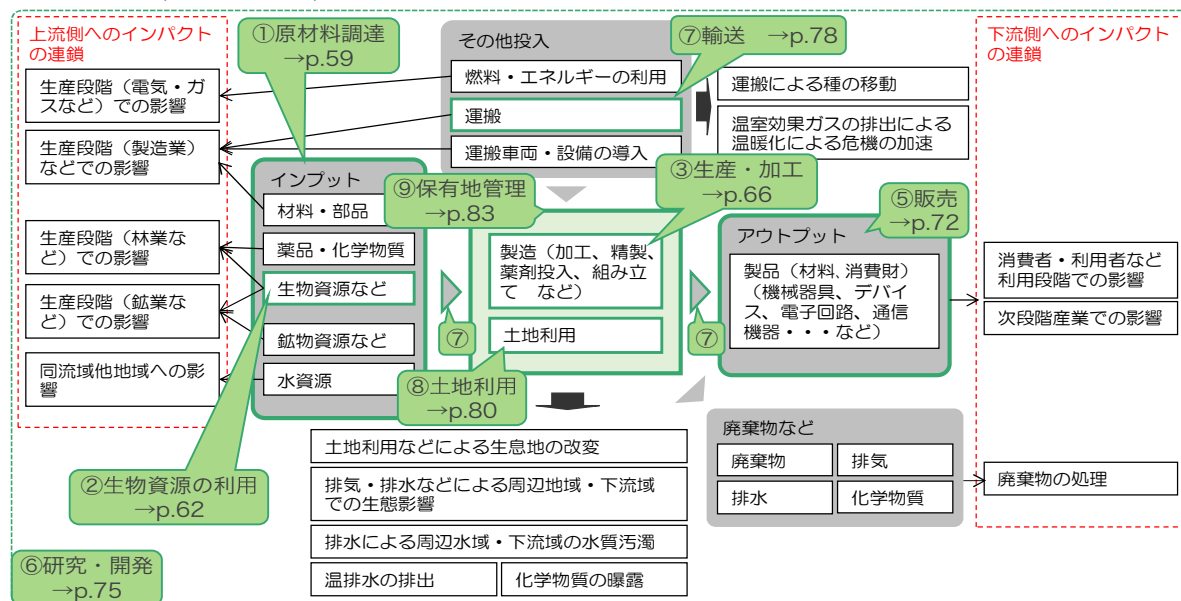 上流側へのインパクト
の連鎖
①原材料調達
→p.59
その他投入
⑦輸送　→p.78
下流側へのインパクト
の連鎖
生産段階（電気・ガ
スなど）での影響
燃料・エネルギーの利用
運搬による種の移動
運搬
温室効果ガスの排出による
温暖化による危機の加速
生産段階（製造業）
などでの影響
運搬車両・設備の導入
③生産・加工
→p.66
インプット
⑨保有地管理
→p.83
⑤販売
→p.72
材料・部品
アウトプット
生産段階（林業な
ど）での影響
薬品・化学物質
製造（加工、精製、
薬剤投入、組み立
て　など）
製品（材料、消費財）
（機械器具、デバイ
ス、電子回路、通信
機器・・・など）
消費者・利用者など
利用段階での影響
生物資源など
生産段階（鉱業な
ど）での影響
次段階産業での影響
鉱物資源など
⑦
土地利用
⑦
同流域他地域への影
響
水資源
⑧土地利用
→p.80
廃棄物など
土地利用などによる生息地の改変
廃棄物
排気
②生物資源の利用
→p.62
排気・排水などによる周辺地域・下流域
での生態影響
廃棄物の処理
排水
化学物質
排水による周辺水域・下流域の水質汚濁
⑥研究・開発
→p.75
温排水の排出
化学物質の曝露